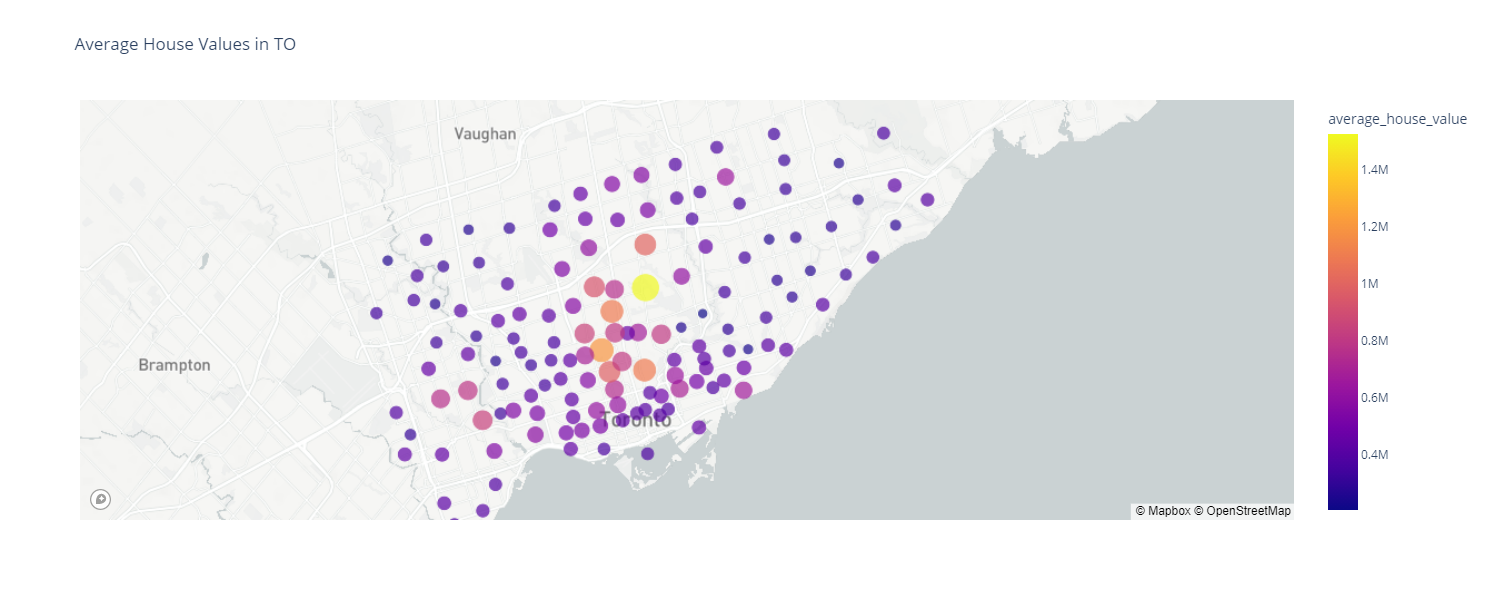 Average House Values in TO
average_house_value
Vaughan
1.4M
1.2M
1M
0.8M
Brampton
0.6M
Toronto
0.4M
© Mapbox © OpenStreetMap